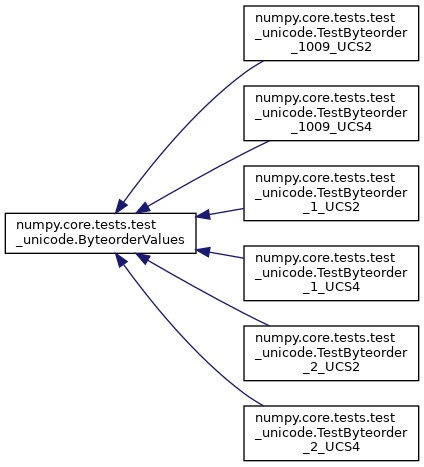 numpy.core.tests.test
_unicode.TestByteorder
_1009_UCS2
numpy.core.tests.test
_unicode.TestByteorder
_1009_UCS4
numpy.core.tests.test
_unicode.TestByteorder
_1_UCS2
numpy.core.tests.test
_unicode.ByteorderValues
numpy.core.tests.test
_unicode.TestByteorder
_1_UCS4
numpy.core.tests.test
_unicode.TestByteorder
_2_UCS2
numpy.core.tests.test
_unicode.TestByteorder
_2_UCS4